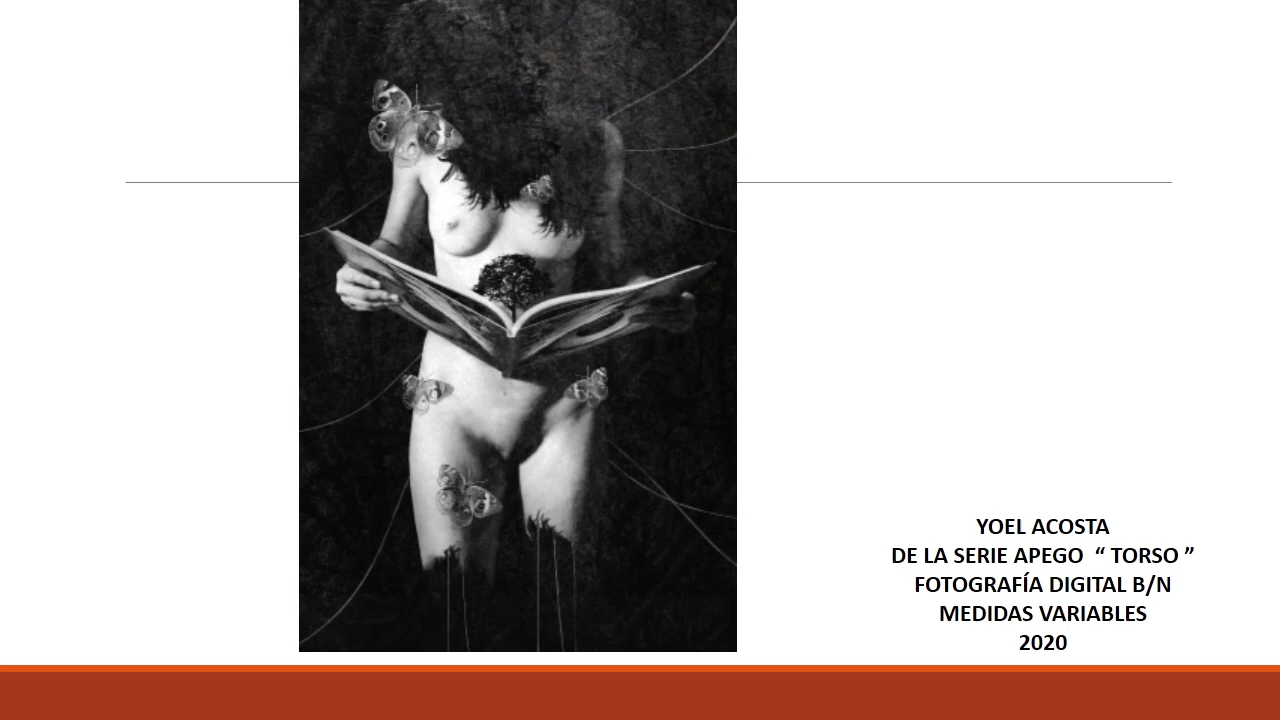 YOEL ACOSTA
DE LA SERIE APEGO “ TORSO ”
FOTOGRAFÍA DIGITAL B/N
MEDIDAS VARIABLES
2020